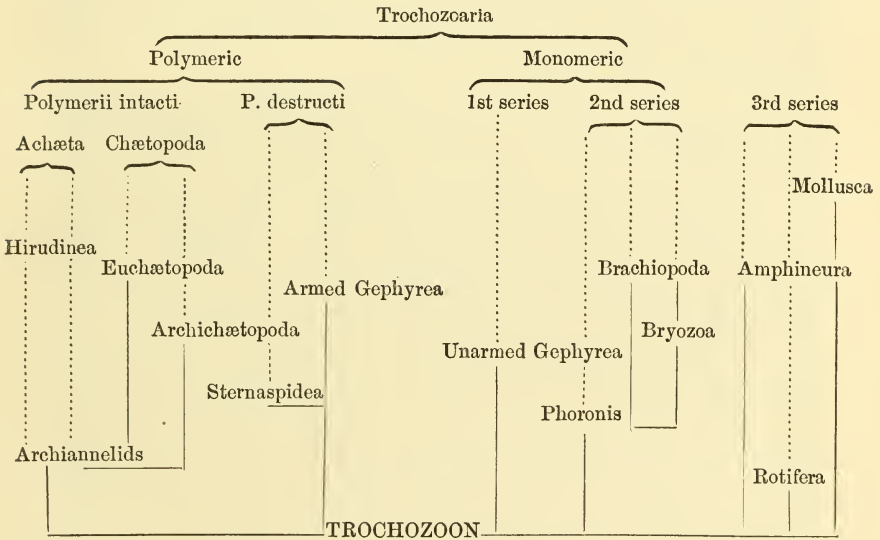 Trochozoaria
Polymeric Monomeric
Polymerii intacti P. destructi 1st series 2nd series 3rd series
Achæta Chætopoda
Mollusca
Hirudinea
Euchætopoda Brachiopoda Amphineura
Armed Gephyrea
Archichætopoda Bryozoa
Unarmed Gephyrea
Sternaspidea
Phoronis
Archiannelids
Rotifera
TROCHOZOON